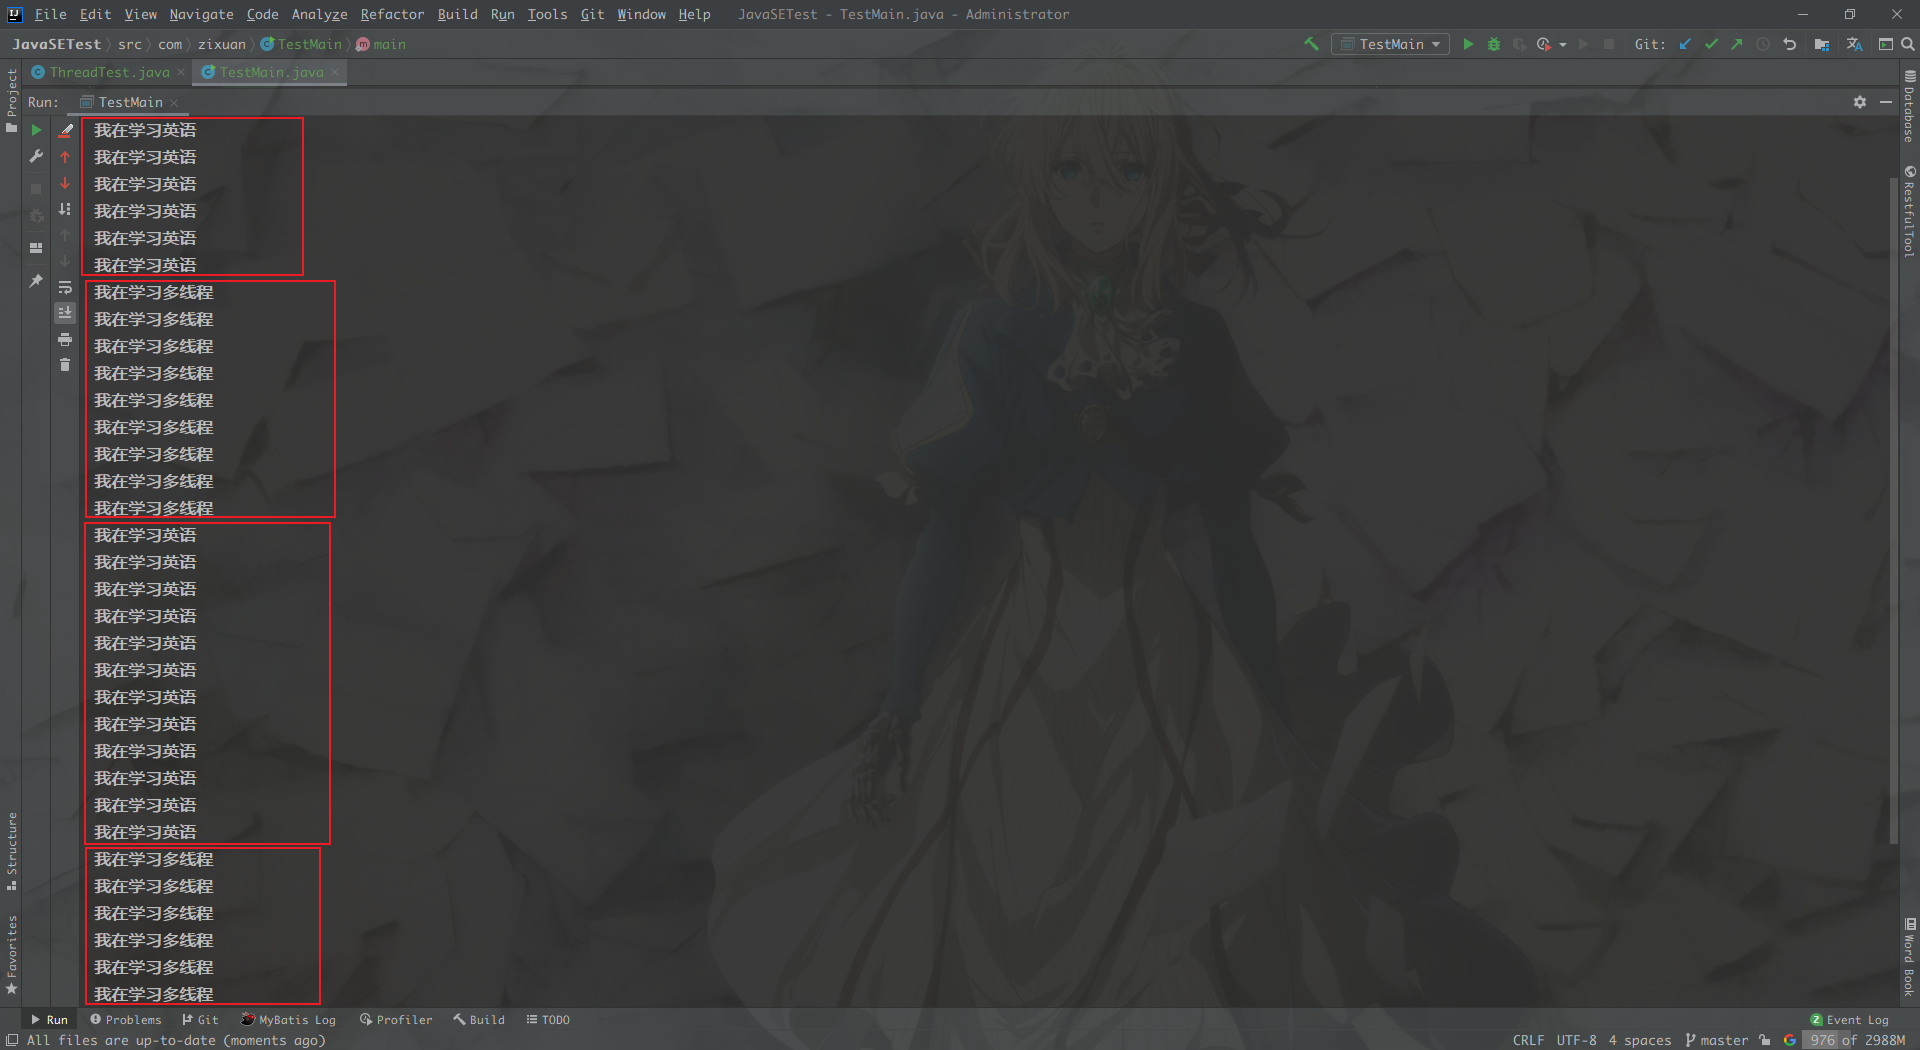 File Edit View Navigate Code Analyze Refactor Build Run Tools Git Window Help JavaSETest - TestMain.java - Administrator
JavaSETest src com zixuan TestMain main TestMain Git:
ThreadTest.java TestMain.java
Run: TestMain
Project
Database
RestfulTool
我在学习英语
我在学习英语
我在学习英语
我在学习英语
我在学习英语
我在学习英语
我在学习多线程
我在学习多线程
我在学习多线程
我在学习多线程
我在学习多线程
我在学习多线程
我在学习多线程
我在学习多线程
我在学习多线程
我在学习英语
我在学习英语
我在学习英语
我在学习英语
我在学习英语
我在学习英语
我在学习英语
我在学习英语
我在学习英语
我在学习英语
我在学习英语
我在学习英语
我在学习多线程
我在学习多线程
我在学习多线程
我在学习多线程
我在学习多线程
我在学习多线程
Structure
Favorites
Word Book
Run Problems Git MyBatis Log Profiler Build TODO 2 Event Log
All files are up-to-date (moments ago) CRLF UTF-8 4 spaces master 976 of 2988M